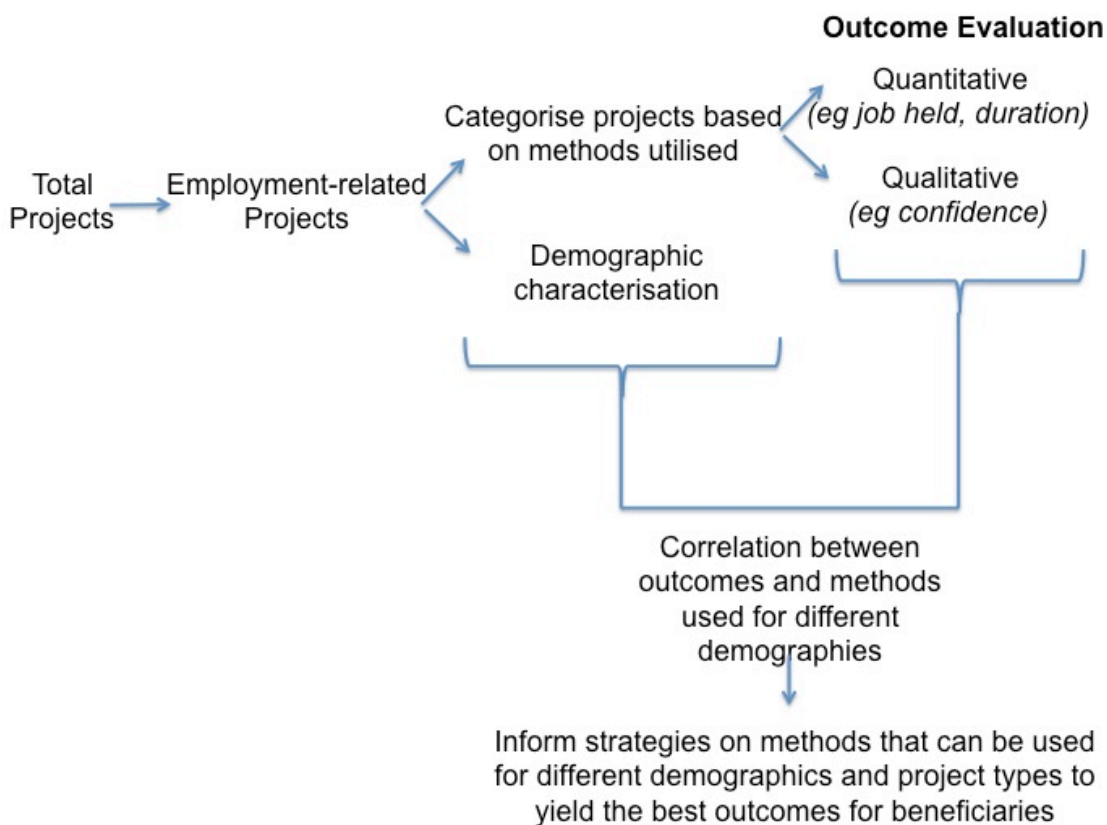 Outcome Evaluation
Quantitative
(eg job held, duration)
Categorise projects based
on methods utilised
Qualitative
(eg confidence)
Total
Projects
Employment-related
Projects
Demographic
characterisation
Correlation between
outcomes and methods
used for different
demographies
Inform strategies on methods that can be used
for different demographics and project types to
yield the best outcomes for beneficiaries